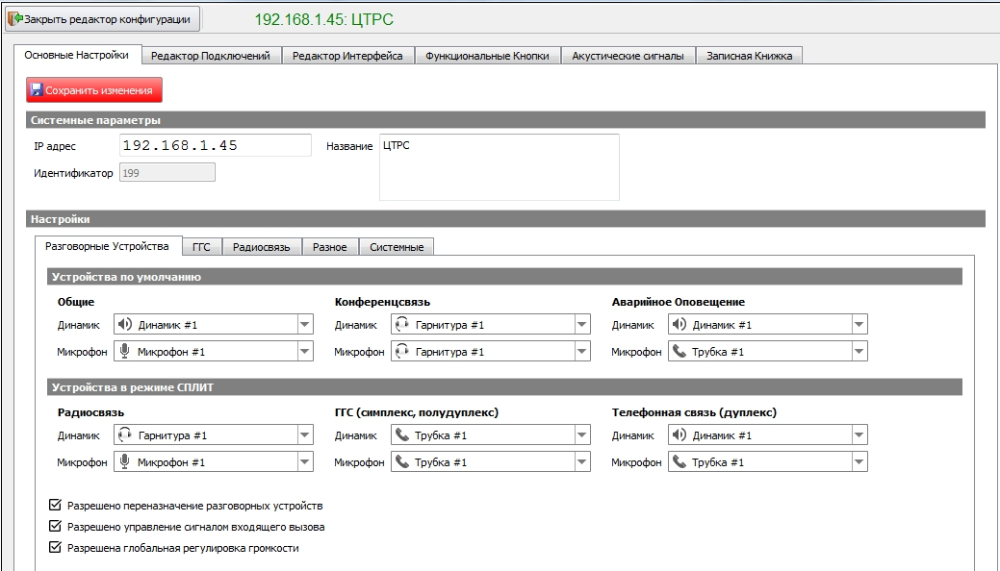 Закрыть редактор конфигурации
192.168.1.45: ЦТРС
Основные Настройки Редактор Подключений Редактор Интерфейса Функциональные Кнопки Акустические сигналы Записная Книжка
Сохранить изменения
Системные параметры
IP адрес 192.168.1.45 Название ЦТРС
Идентификатор 199
Настройки
Разговорные Устройства ГГС Радиосвязь Разное Системные
Устройства по умолчанию
Общие Конференцсвязь Аварийное Оповещение
Динамик Динамик #1 Динамик Гарнитура #1 Динамик Динамик #1
Микрофон Микрофон #1 Микрофон Гарнитура #1 Микрофон Трубка #1
Устройства в режиме СПЛИТ
Радиосвязь ГГС (симплекс, полудуплекс) Телефонная связь (дуплекс)
Динамик Гарнитура #1 Динамик Трубка #1 Динамик Динамик #1
Микрофон Микрофон #1 Микрофон Трубка #1 Микрофон Трубка #1
Разрешено переназначение разговорных устройств
Разрешено управление сигналом входящего вызова
Разрешена глобальная регулировка громкости